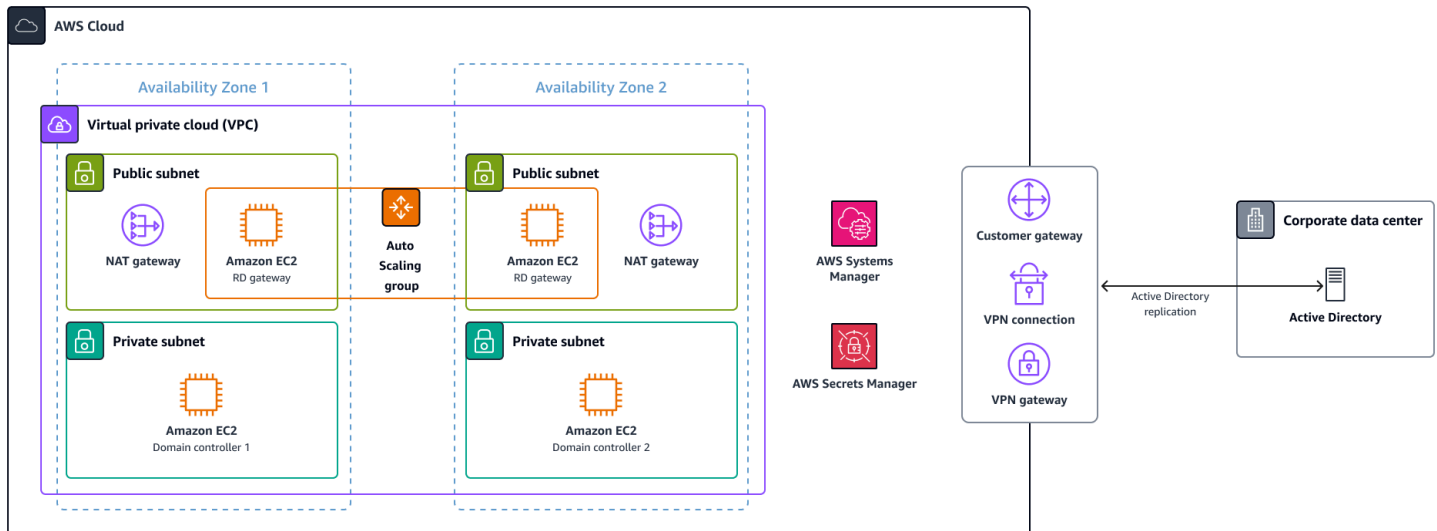 AWS Cloud
Availability Zone 1
Availability Zone 2
Virtual private cloud (VPC)
Public subnet
NAT gateway
Amazon EC2
RD gateway
Auto
Scaling
group
Public subnet
Amazon EC2
RD gateway
NAT gateway
Private subnet
Amazon EC2
Domain controller 1
Private subnet
Amazon EC2
Domain controller 2
AWS Systems
Manager
AWS Secrets Manager
Customer gateway
VPN connection
VPN gateway
Active Directory
replication
Corporate data center
Active Directory